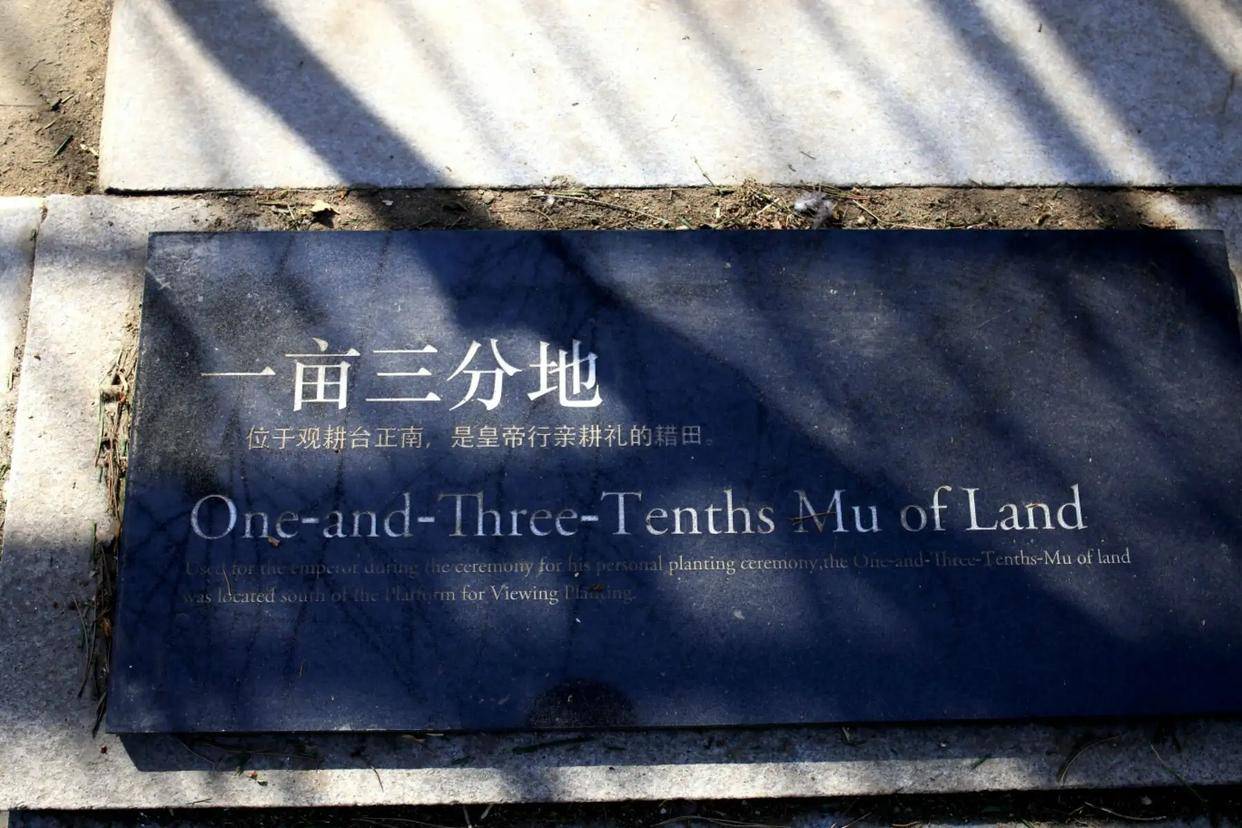 一亩三分地
位于观耕台正南，是皇帝行亲耕礼的耤田。
One-and-Three-Tenths Mu of Land
Used for the emperor during the ceremony for his personal planting ceremony,the One-and-Three-Tenths-Mu of land
was located south of the Platform for Viewing Planting.